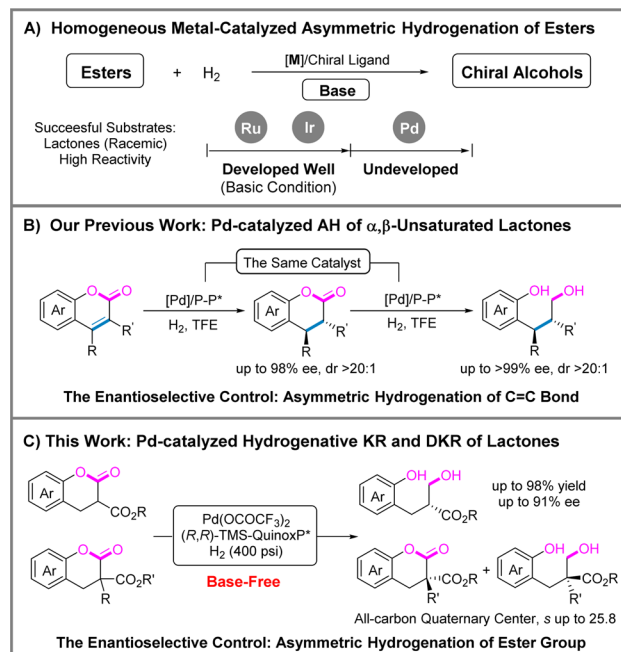 A) Homogeneous Metal-Catalyzed Asymmetric Hydrogenation of Esters
Esters + H2 [M]/Chiral Ligand Base Chiral Alcohols
Succeesful Substrates:
Lactones (Racemic)
High Reactivity
Ru Ir Pd
Developed Well Undeveloped
(Basic Condition)
B) Our Previous Work: Pd-catalyzed AH of α,β-Unsaturated Lactones
The Same Catalyst
Ar O O R R'
[Pd]/P-P*
H2, TFE
Ar O O R R'
[Pd]/P-P*
H2, TFE
Ar OH OH R R'
up to 98% ee, dr >20:1
up to >99% ee, dr >20:1
The Enantioselective Control: Asymmetric Hydrogenation of C=C Bond
C) This Work: Pd-catalyzed Hydrogenative KR and DKR of Lactones
Ar O O CO2R
Ar O O CO2R' R
Pd(OCOCF3)2
(R,R)-TMS-QuinoxP*
H2 (400 psi)
Base-Free
Ar OH OH CO2R
up to 98% yield
up to 91% ee
Ar O O CO2R R' + Ar OH OH CO2R R'
All-carbon Quaternary Center, s up to 25.8
The Enantioselective Control: Asymmetric Hydrogenation of Ester Group